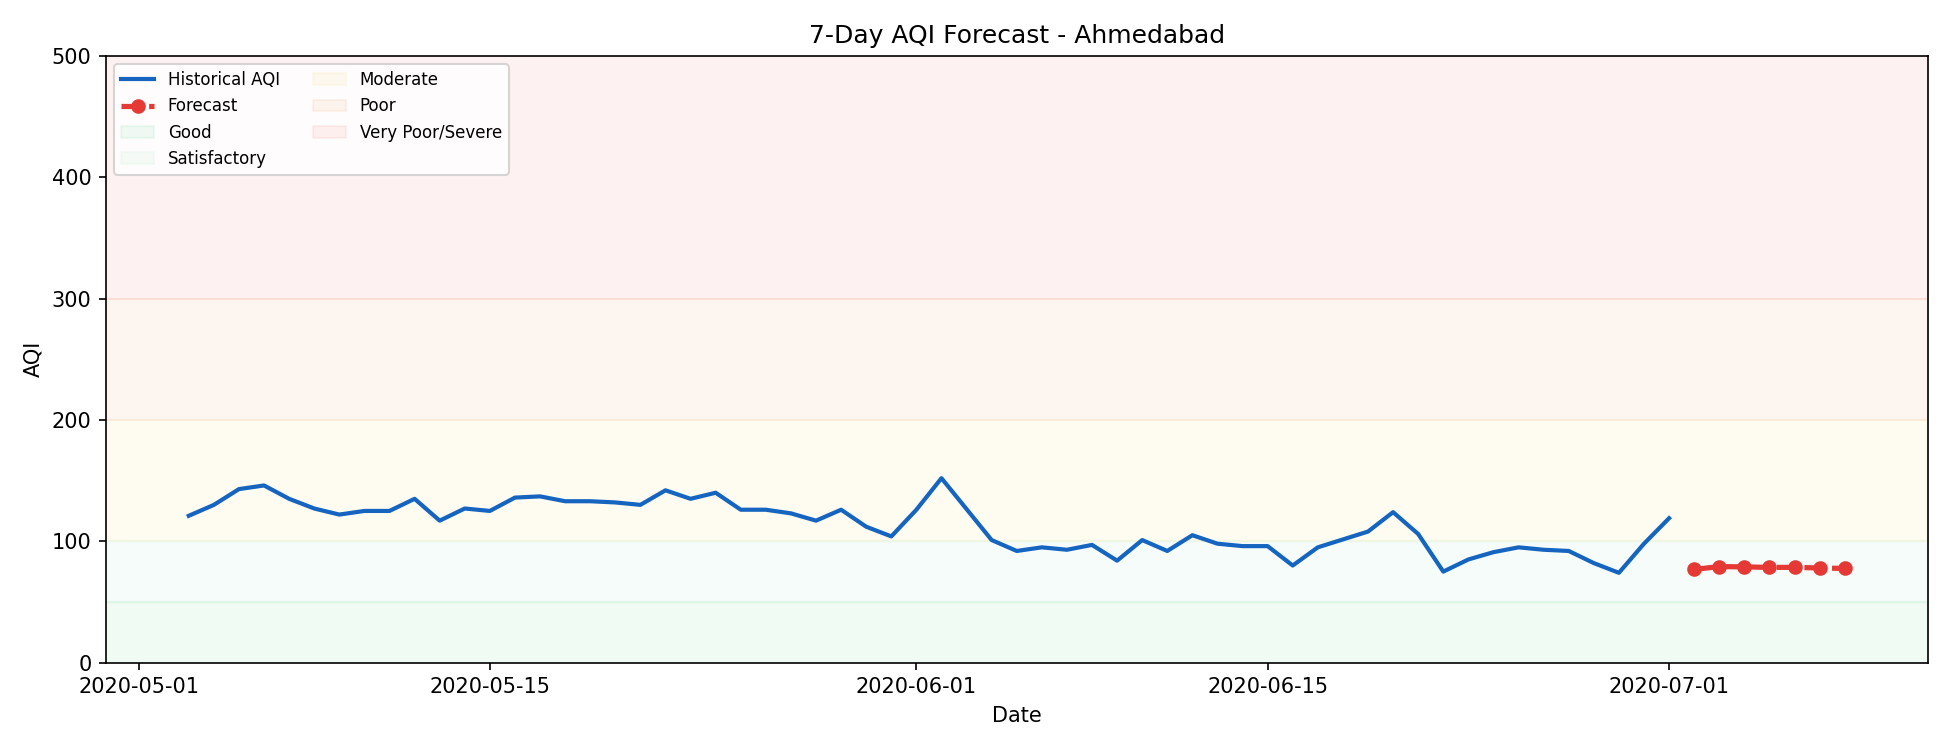 7-Day AQI Forecast - Ahmedabad
500
400
300
200
100
0
AQI
Historical AQI
Forecast
Good
Satisfactory
Moderate
Poor
Very Poor/Severe
2020-05-01
2020-05-15
2020-06-01
2020-06-15
2020-07-01
Date